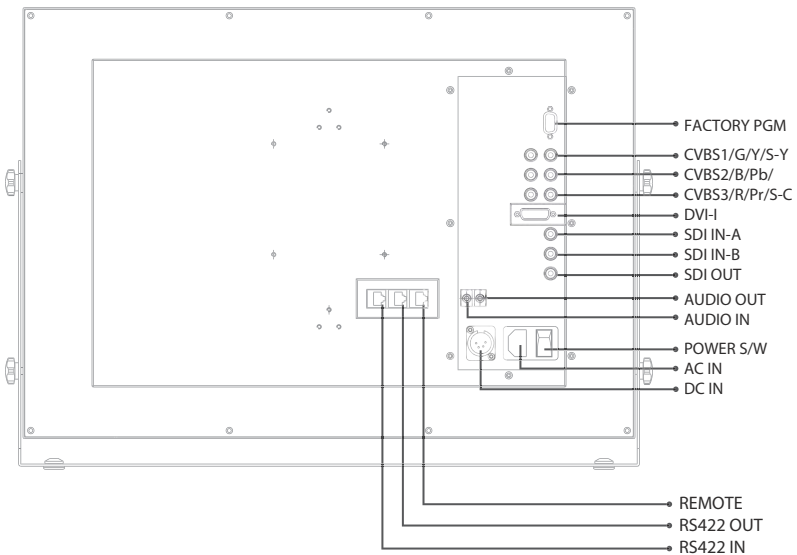 FACTORY PGM
CVBS1/G/Y/S-Y
CVBS2/B/Pb/
CVBS3/R/Pr/S-C
DVI-I
SDI IN-A
SDI IN-B
SDI OUT
AUDIO OUT
AUDIO IN
POWER S/W
AC IN
DC IN
REMOTE
RS422 OUT
RS422 IN